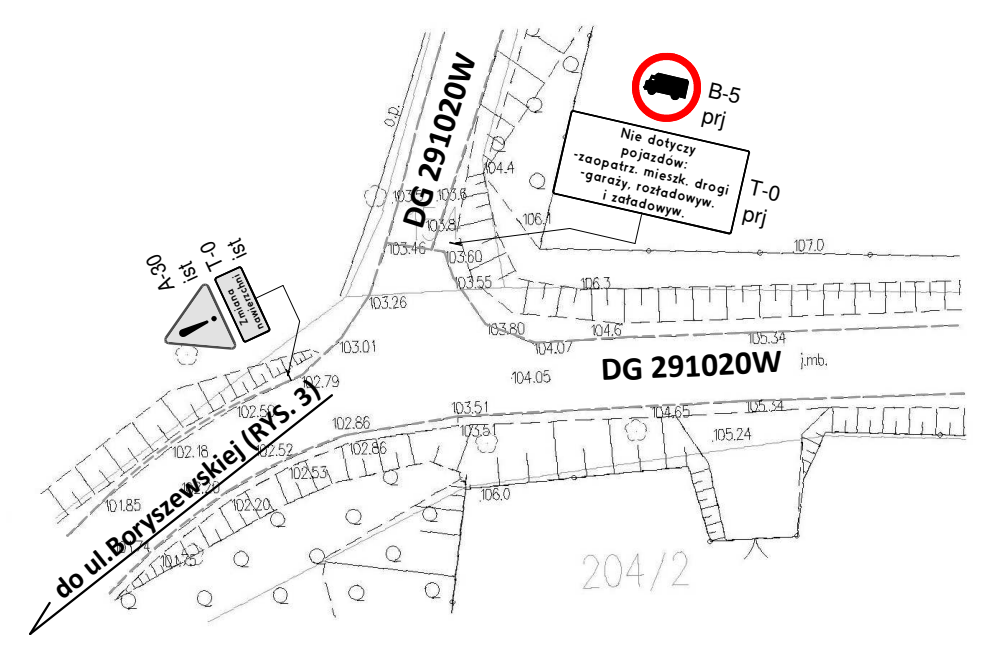 o.p.
DG 291020W
B-5
prj
Nie dotyczy
pojazdów:
-zaopatrz. mieszk. drogi
-garaży, rozładowyw.
i załadowyw.
T-0
prj
104.4
103.6
103.8
106.1
107.0
103.46
103.60
103.55
106.3
103.26
103.80
104.6
105.34
104.07
103.01
A-30
ist
T-0
ist
Zmiana
nawierzchni
DG 291020W
j.mb.
104.05
102.79
103.51
104.65
105.34
102.86
103.51
105.24
102.18
102.52
102.86
102.53
106.0
101.85
102.20
101.75
do ul.Boryszewskiej (RYS. 3)
204/2